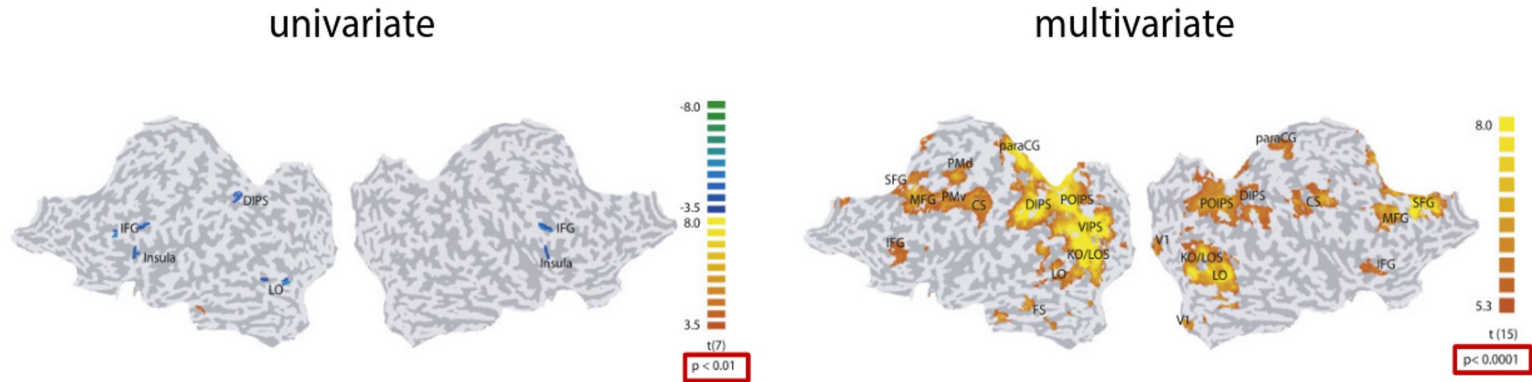 univariate
multivariate
-8.0
3.5
8.0
3.5
t(7)
p < 0.01
DIPS
IFG
Insula
LO
IFG
Insula
8.0
5.3
t (15)
p< 0.0001
paraCG
PMd
SFG
MFG
PMv
CS
DIPS
POIPS
VIPS
KO/LOS
IFG
LO
FS
paraCG
POIPS
DIPS
CS
SFG
MFG
V1
KO/LOS
LO
IFG
V1